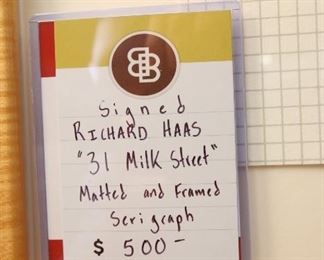 Signed
RICHARD HAAS
"31 Milk Street"
Matted and Framed
Serigraph
$ 500-